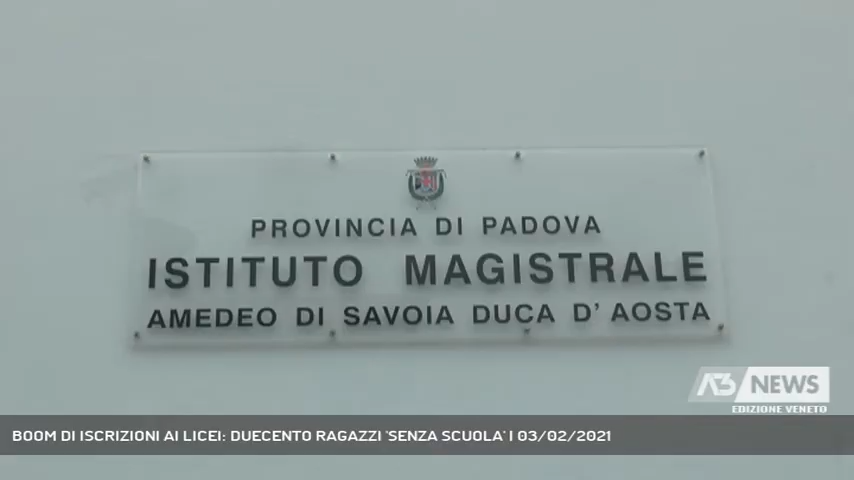 PROVINCIA DI PADOVA
ISTITUTO MAGISTRALE
AMEDEO DI SAVOIA DUCA D' AOSTA
A3 NEWS
EDIZIONE VENETO
BOOM DI ISCRIZIONI AI LICEI: DUECENTO RAGAZZI 'SENZA SCUOLA' | 03/02/2021